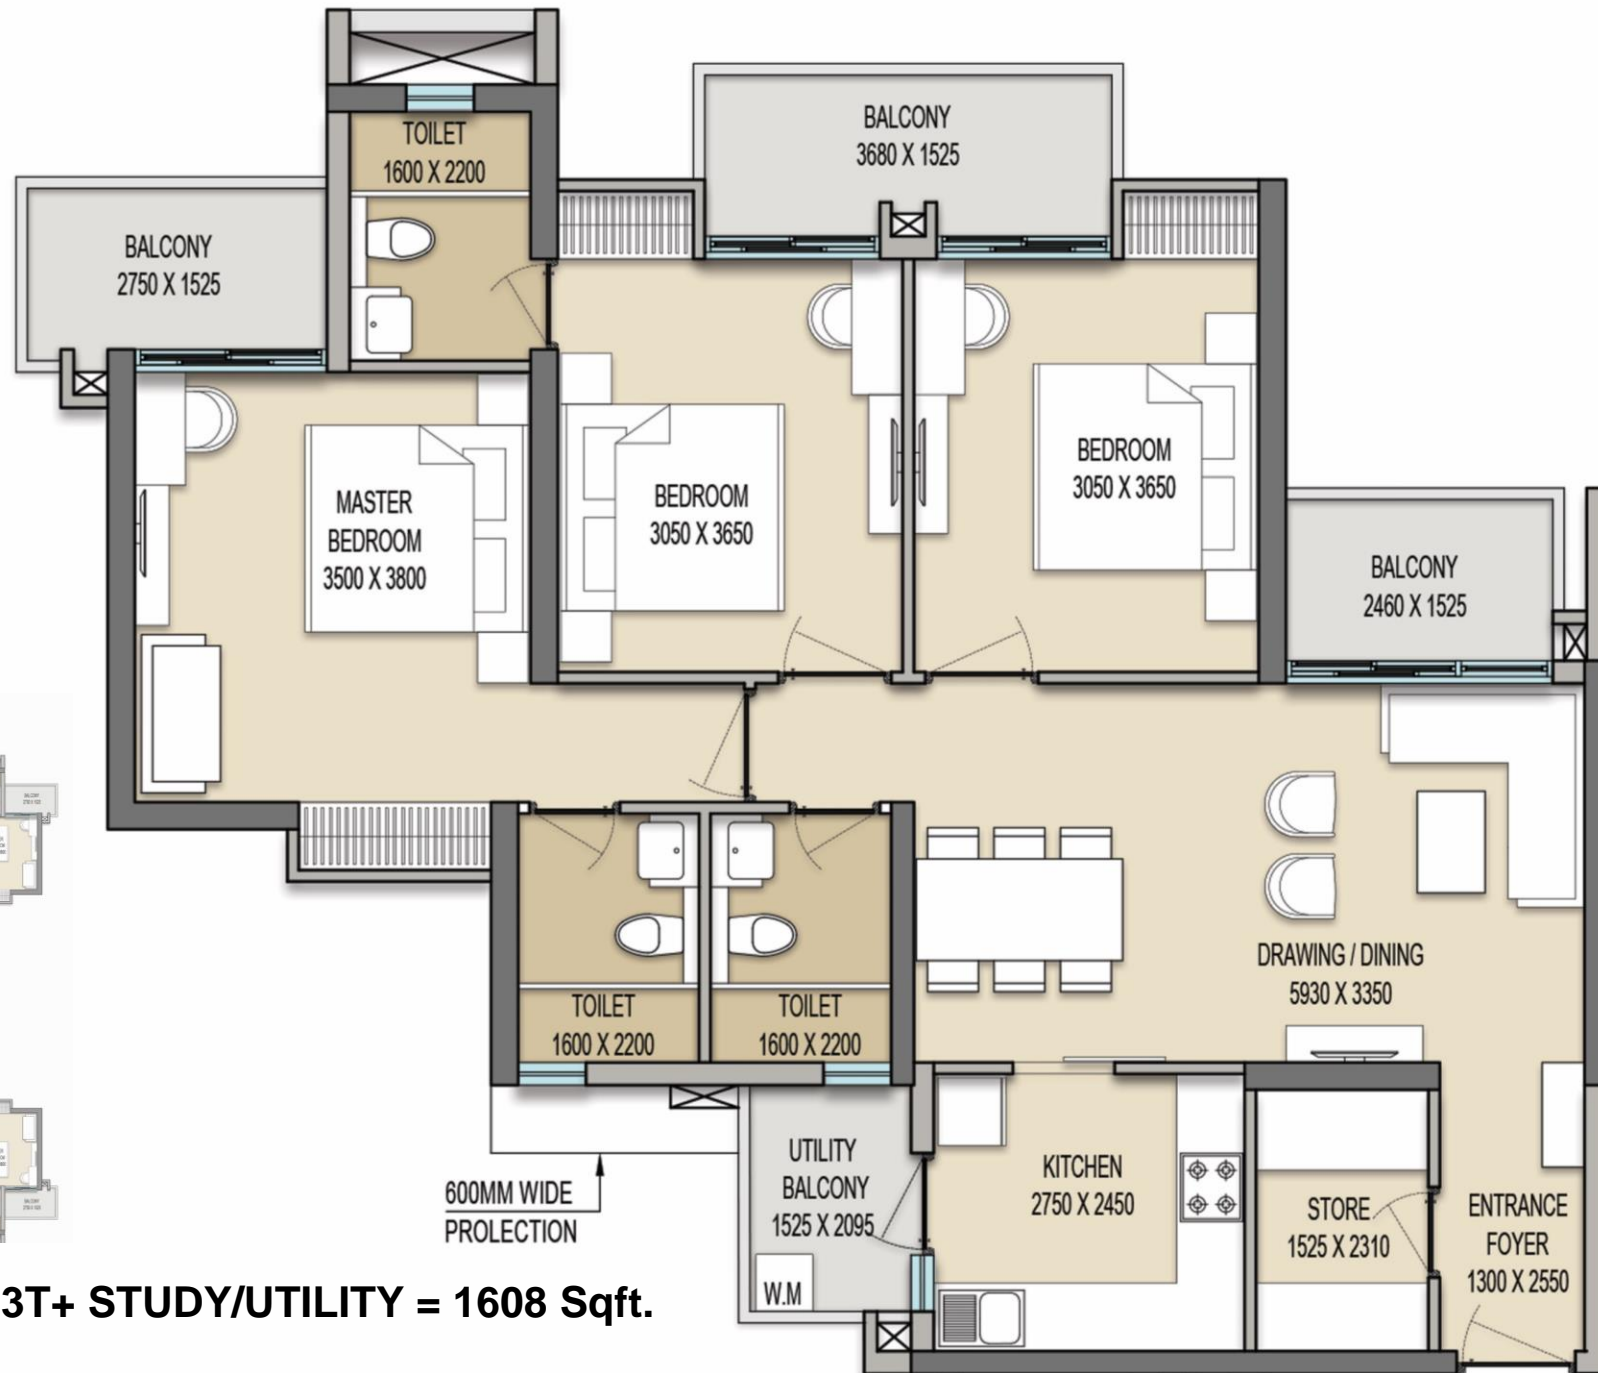 TOILET
1600 X 2200
BALCONY
3680 X 1525
BALCONY
2750 X 1525
MASTER
BEDROOM
3500 X 3800
BEDROOM
3050 X 3650
BEDROOM
3050 X 3650
BALCONY
2460 X 1525
DRAWING / DINING
5930 X 3350
TOILET
1600 X 2200
TOILET
1600 X 2200
UTILITY
BALCONY
1525 X 2095
W.M
KITCHEN
2750 X 2450
STORE
1525 X 2310
ENTRANCE
FOYER
1300 X 2550
600MM WIDE
PROLECTION
3T+ STUDY/UTILITY = 1608 Sqft.